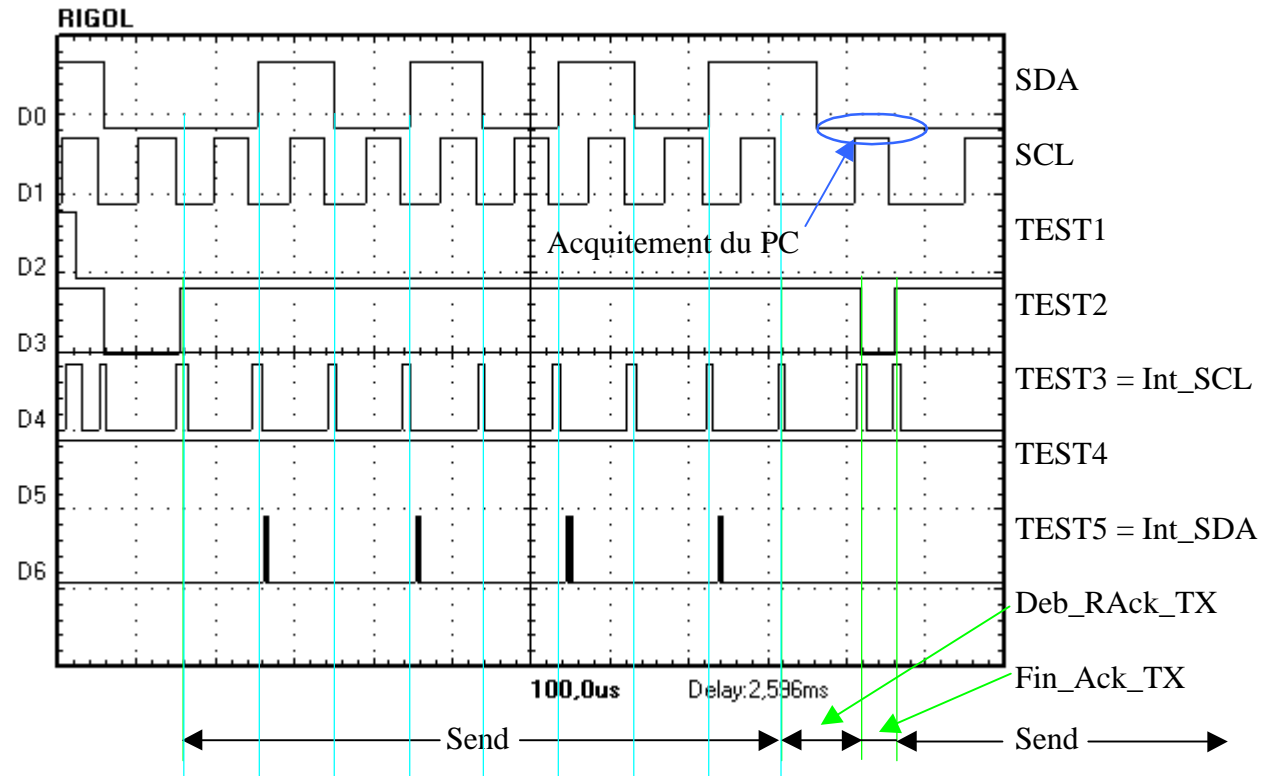 RIGOL
SDA
D0
SCL
D1
TEST1
Acquitement du PC
D2
TEST2
D3
TEST3 = Int_SCL
D4
TEST4
D5
TEST5 = Int_SDA
D6
Deb_RAck_TX
100,0us Delay:2,596ms
Fin_Ack_TX
Send Send